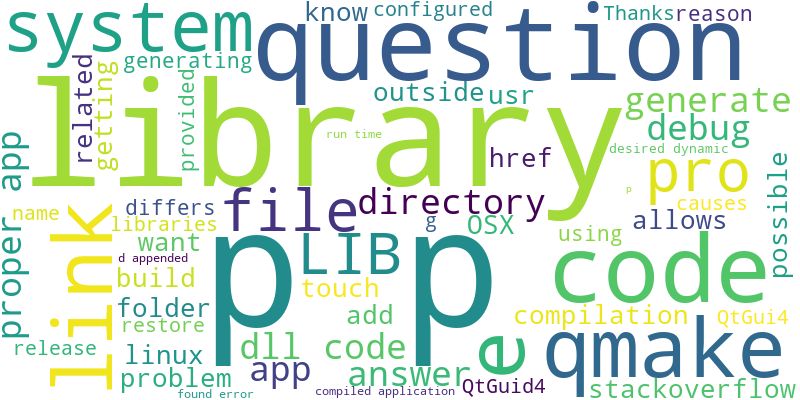 system
question
know
configured
Thanks
reason
generating
related
getting
provided
outside
usr
generate
debug
library
run time
desired dynamic
href
pro
p
causes
proper
app
name
differs
file
directory
g
OSX
allows
possible
libraries
want
LIB
using
link
d appended
p p
code
build
touch
folder
add
compilation
QtGui4
restore
qmake
release
linux
dll
code
e
problem
app
answer
found error
compiled application
QtGuid4
stackoverflow